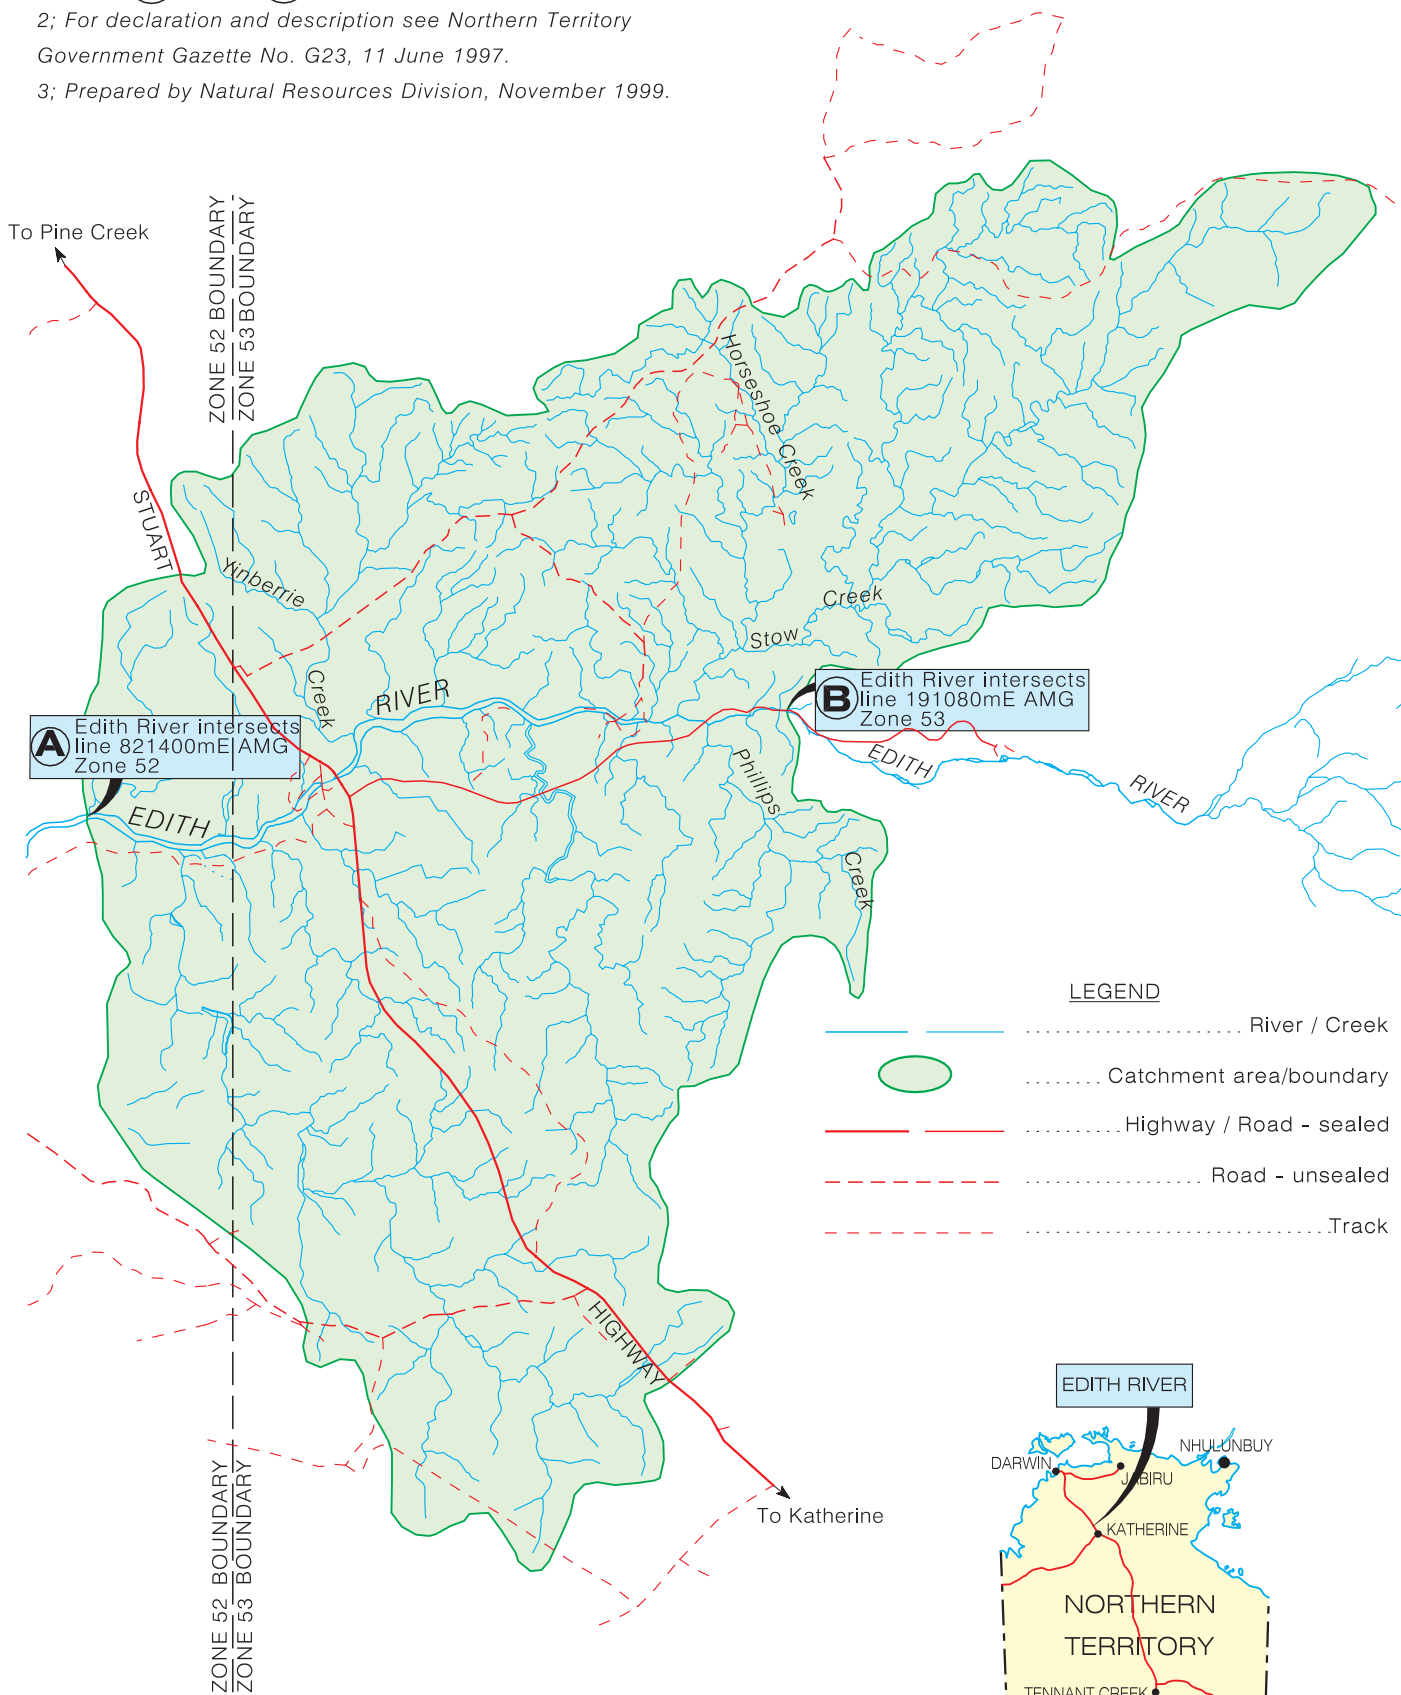 2; For declaration and description see Northern Territory
Government Gazette No. G23, 11 June 1997.
3; Prepared by Natural Resources Division, November 1999.
To Pine Creek
ZONE 52 BOUNDARY
ZONE 53 BOUNDARY
STUART
Horseshoe Creek
Yinberrie
Creek
Stow
Creek
RIVER
A
Edith River intersects
line 821400mE AMG
Zone 52
B
Edith River intersects
line 191080mE AMG
Zone 53
EDITH
RIVER
EDITH
Phillips
Creek
LEGEND
River / Creek
Catchment area/boundary
Highway / Road - sealed
Road - unsealed
Track
HIGHWAY
To Katherine
ZONE 52 BOUNDARY
ZONE 53 BOUNDARY
EDITH RIVER
DARWIN
NHULUNBUY
JABIRU
KATHERINE
NORTHERN
TERRITORY
TENNANT CREEK